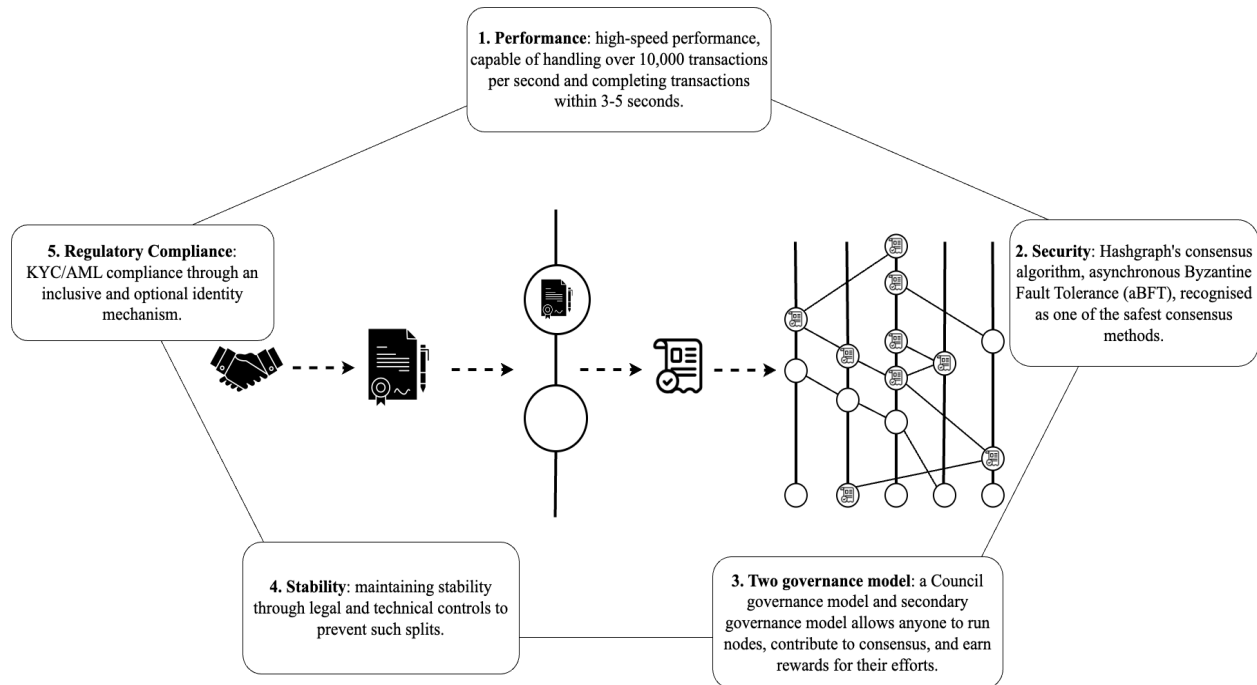 1. Performance: high-speed performance,
capable of handling over 10,000 transactions
per second and completing transactions
within 3-5 seconds.
5. Regulatory Compliance:
KYC/AML compliance through an
inclusive and optional identity
mechanism.
2. Security: Hashgraph's consensus
algorithm, asynchronous Byzantine
Fault Tolerance (aBFT), recognised
as one of the safest consensus
methods.
4. Stability: maintaining stability
through legal and technical controls to
prevent such splits.
3. Two governance model: a Council
governance model and secondary
governance model allows anyone to run
nodes, contribute to consensus, and earn
rewards for their efforts.